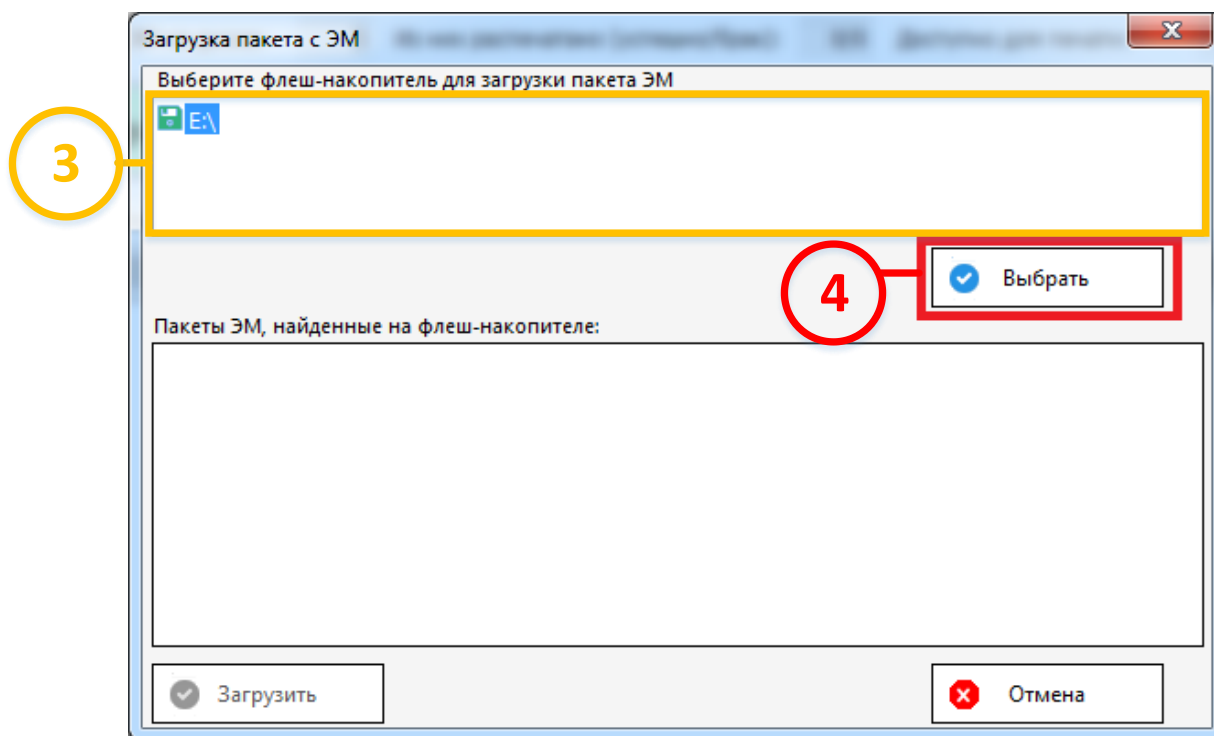 Загрузка пакета с ЭМ
Выберите флеш-накопитель для загрузки пакета ЭМ
E:\
3
Выбрать
4
Пакеты ЭМ, найденные на флеш-накопителе:
Загрузить
Отмена